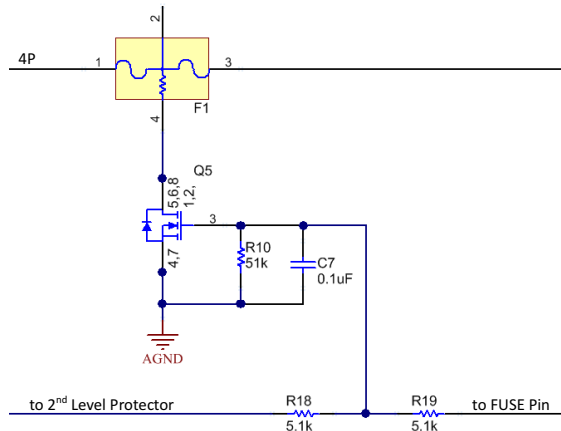 2
4P
1
3
F1
4
Q5
5,6,8
1,2,
3
R10
51k
C7
0.1uF
4,7
AGND
to 2nd Level Protector
R18
5.1k
R19
5.1k
to FUSE Pin